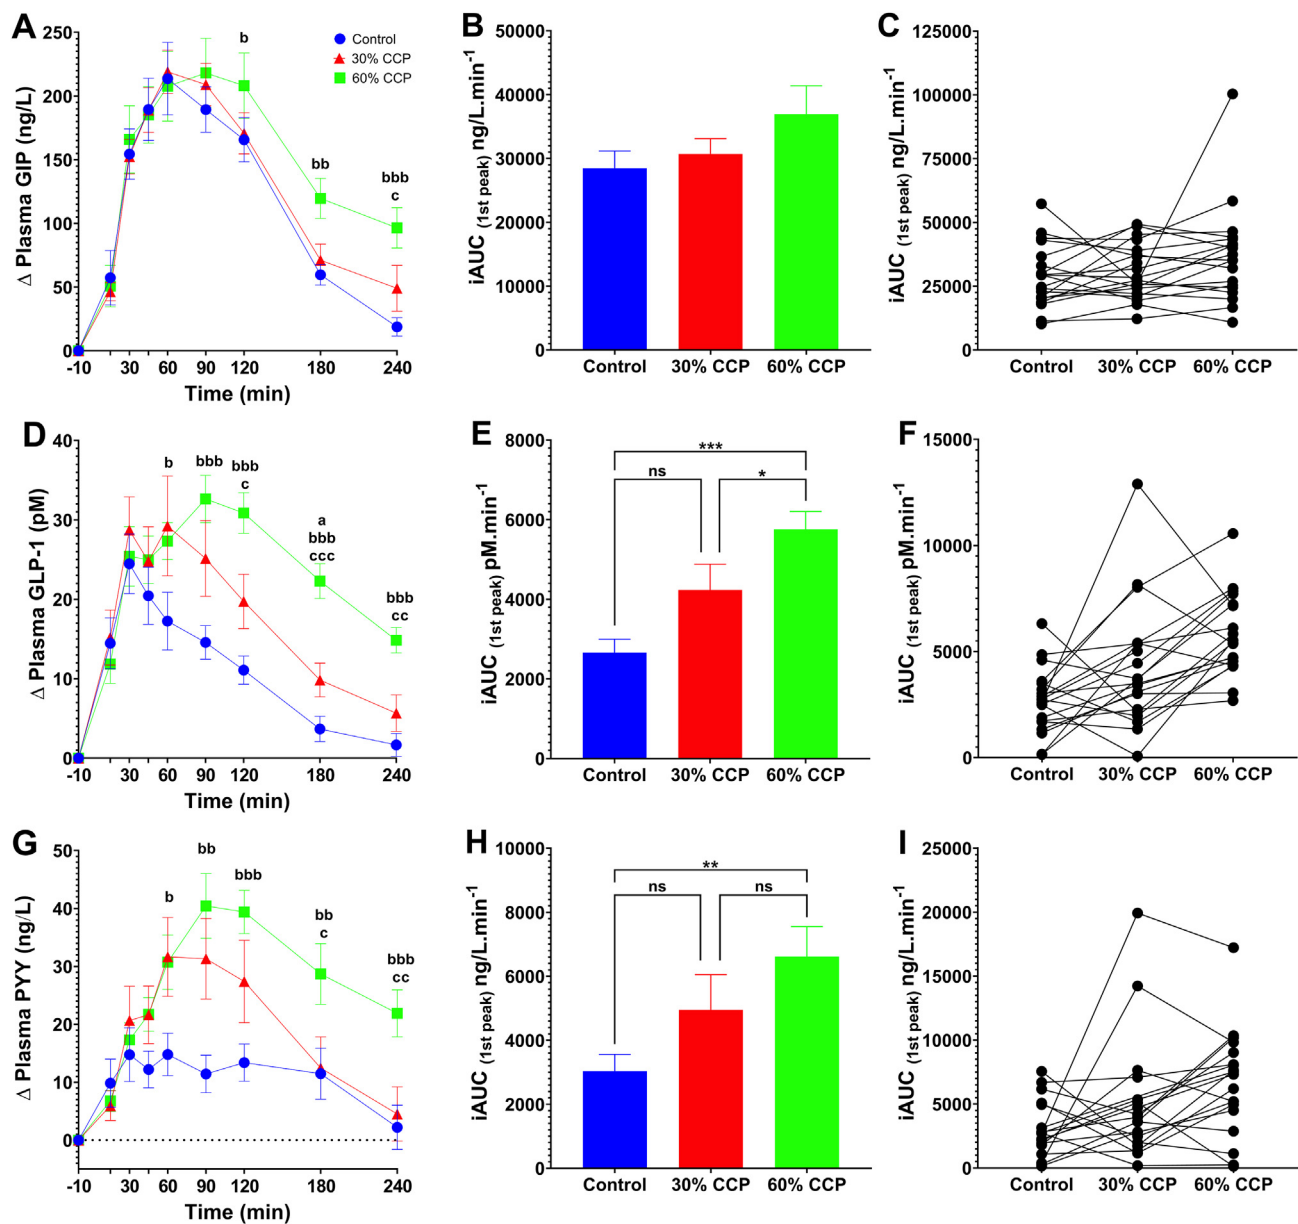 A
Δ Plasma GIP (ng/L)
250
200
150
100
50
0
Control
30% CCP
60% CCP
b
bb
bbb
c
-10 30 60 90 120 180 240
Time (min)
B
iAUC (1st peak) ng/L.min-1
50000
40000
30000
20000
10000
0
Control 30% CCP 60% CCP
C
iAUC (1st peak) ng/L.min-1
125000
100000
75000
50000
25000
0
Control 30% CCP 60% CCP
D
Δ Plasma GLP-1 (pM)
40
30
20
10
0
b
bbb
bbb
c
a
bbb
ccc
bbb
cc
-10 30 60 90 120 180 240
Time (min)
E
iAUC (1st peak) pM.min-1
8000
6000
4000
2000
0
***
ns
*
Control 30% CCP 60% CCP
F
iAUC (1st peak) pM.min-1
15000
10000
5000
0
Control 30% CCP 60% CCP
G
Δ Plasma PYY (ng/L)
50
40
30
20
10
0
b
bb
bbb
bb
c
bbb
cc
-10 30 60 90 120 180 240
Time (min)
H
iAUC (1st peak) ng/L.min-1
10000
8000
6000
4000
2000
0
**
ns
ns
Control 30% CCP 60% CCP
I
iAUC (1st peak) ng/L.min-1
25000
20000
15000
10000
5000
0
Control 30% CCP 60% CCP